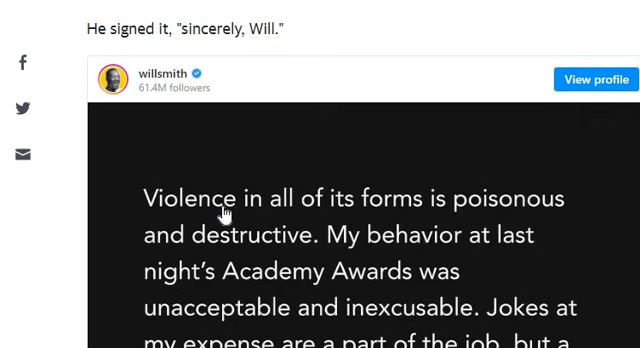 He signed it, "sincerely, Will."
willsmith
61.4M followers
View profile
Violence in all of its forms is poisonous
and destructive. My behavior at last
night's Academy Awards was
unacceptable and inexcusable. Jokes at
my expense are a part of the job, but a